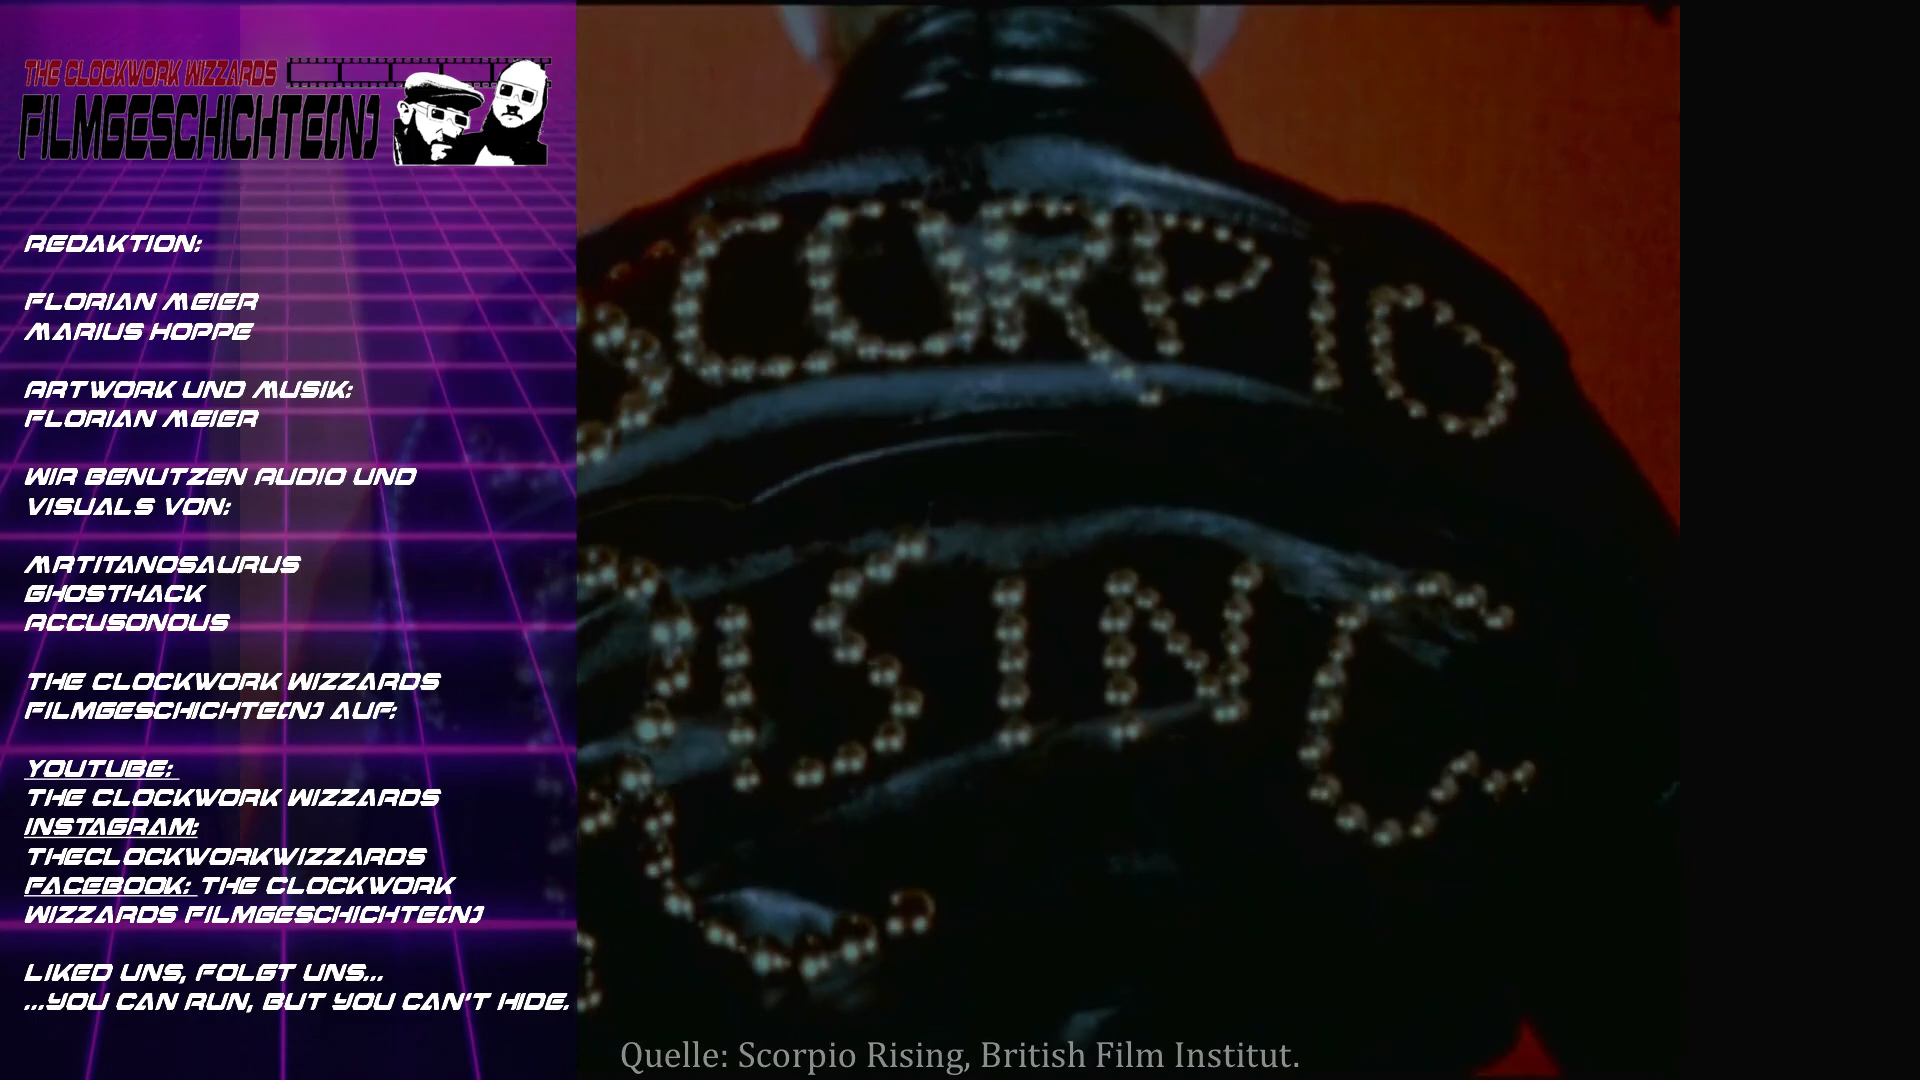 THE CLOCKWORK WIZZARDS
FILMGESCHICHTE(N)
REDAKTION:
FLORIAN MEIER
MARIUS HOPPE
ARTWORK UND MUSIK:
FLORIAN MEIER
WIR BENUTZEN AUDIO UND
VISUALS VON:
MRTITANOSAURUS
GHOSTHACK
ACCUSONOUS
THE CLOCKWORK WIZZARDS
FILMGESCHICHTE(N) AUF:
YOUTUBE:
THE CLOCKWORK WIZZARDS
INSTAGRAM:
THECLOCKWORKWIZZARDS
FACEBOOK: THE CLOCKWORK
WIZZARDS FILMGESCHICHTE(N)
LIKED UNS, FOLGT UNS...
...YOU CAN RUN, BUT YOU CAN'T HIDE.
SCORPIO
RISING
Quelle: Scorpio Rising, British Film Institut.